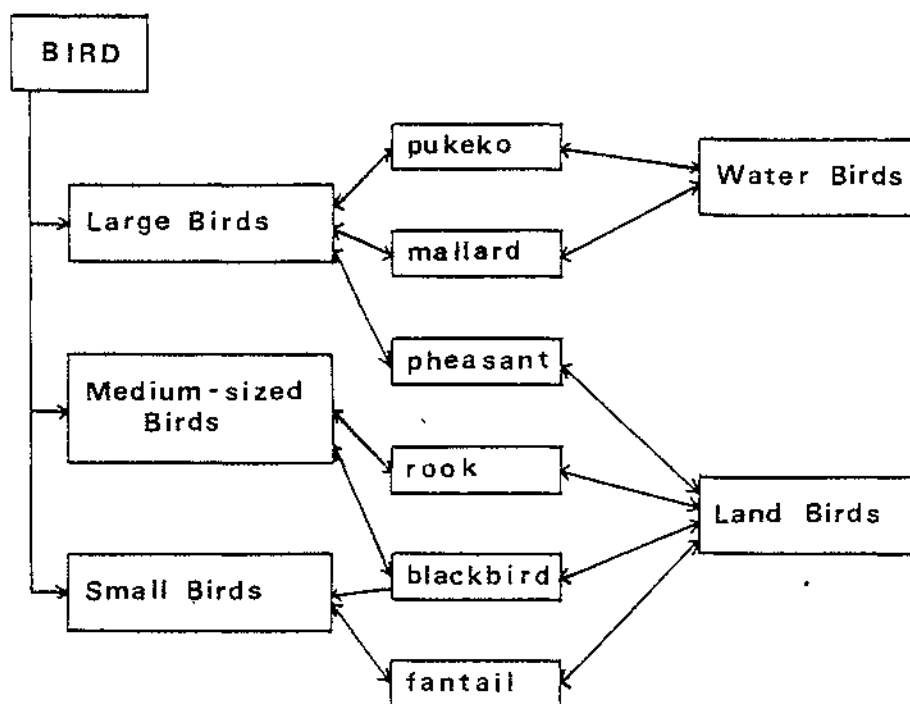 BIRD
Large Birds
Medium-sized
Birds
Small Birds
pukeko
mallard
pheasant
rook
blackbird
fantail
Water Birds
Land Birds